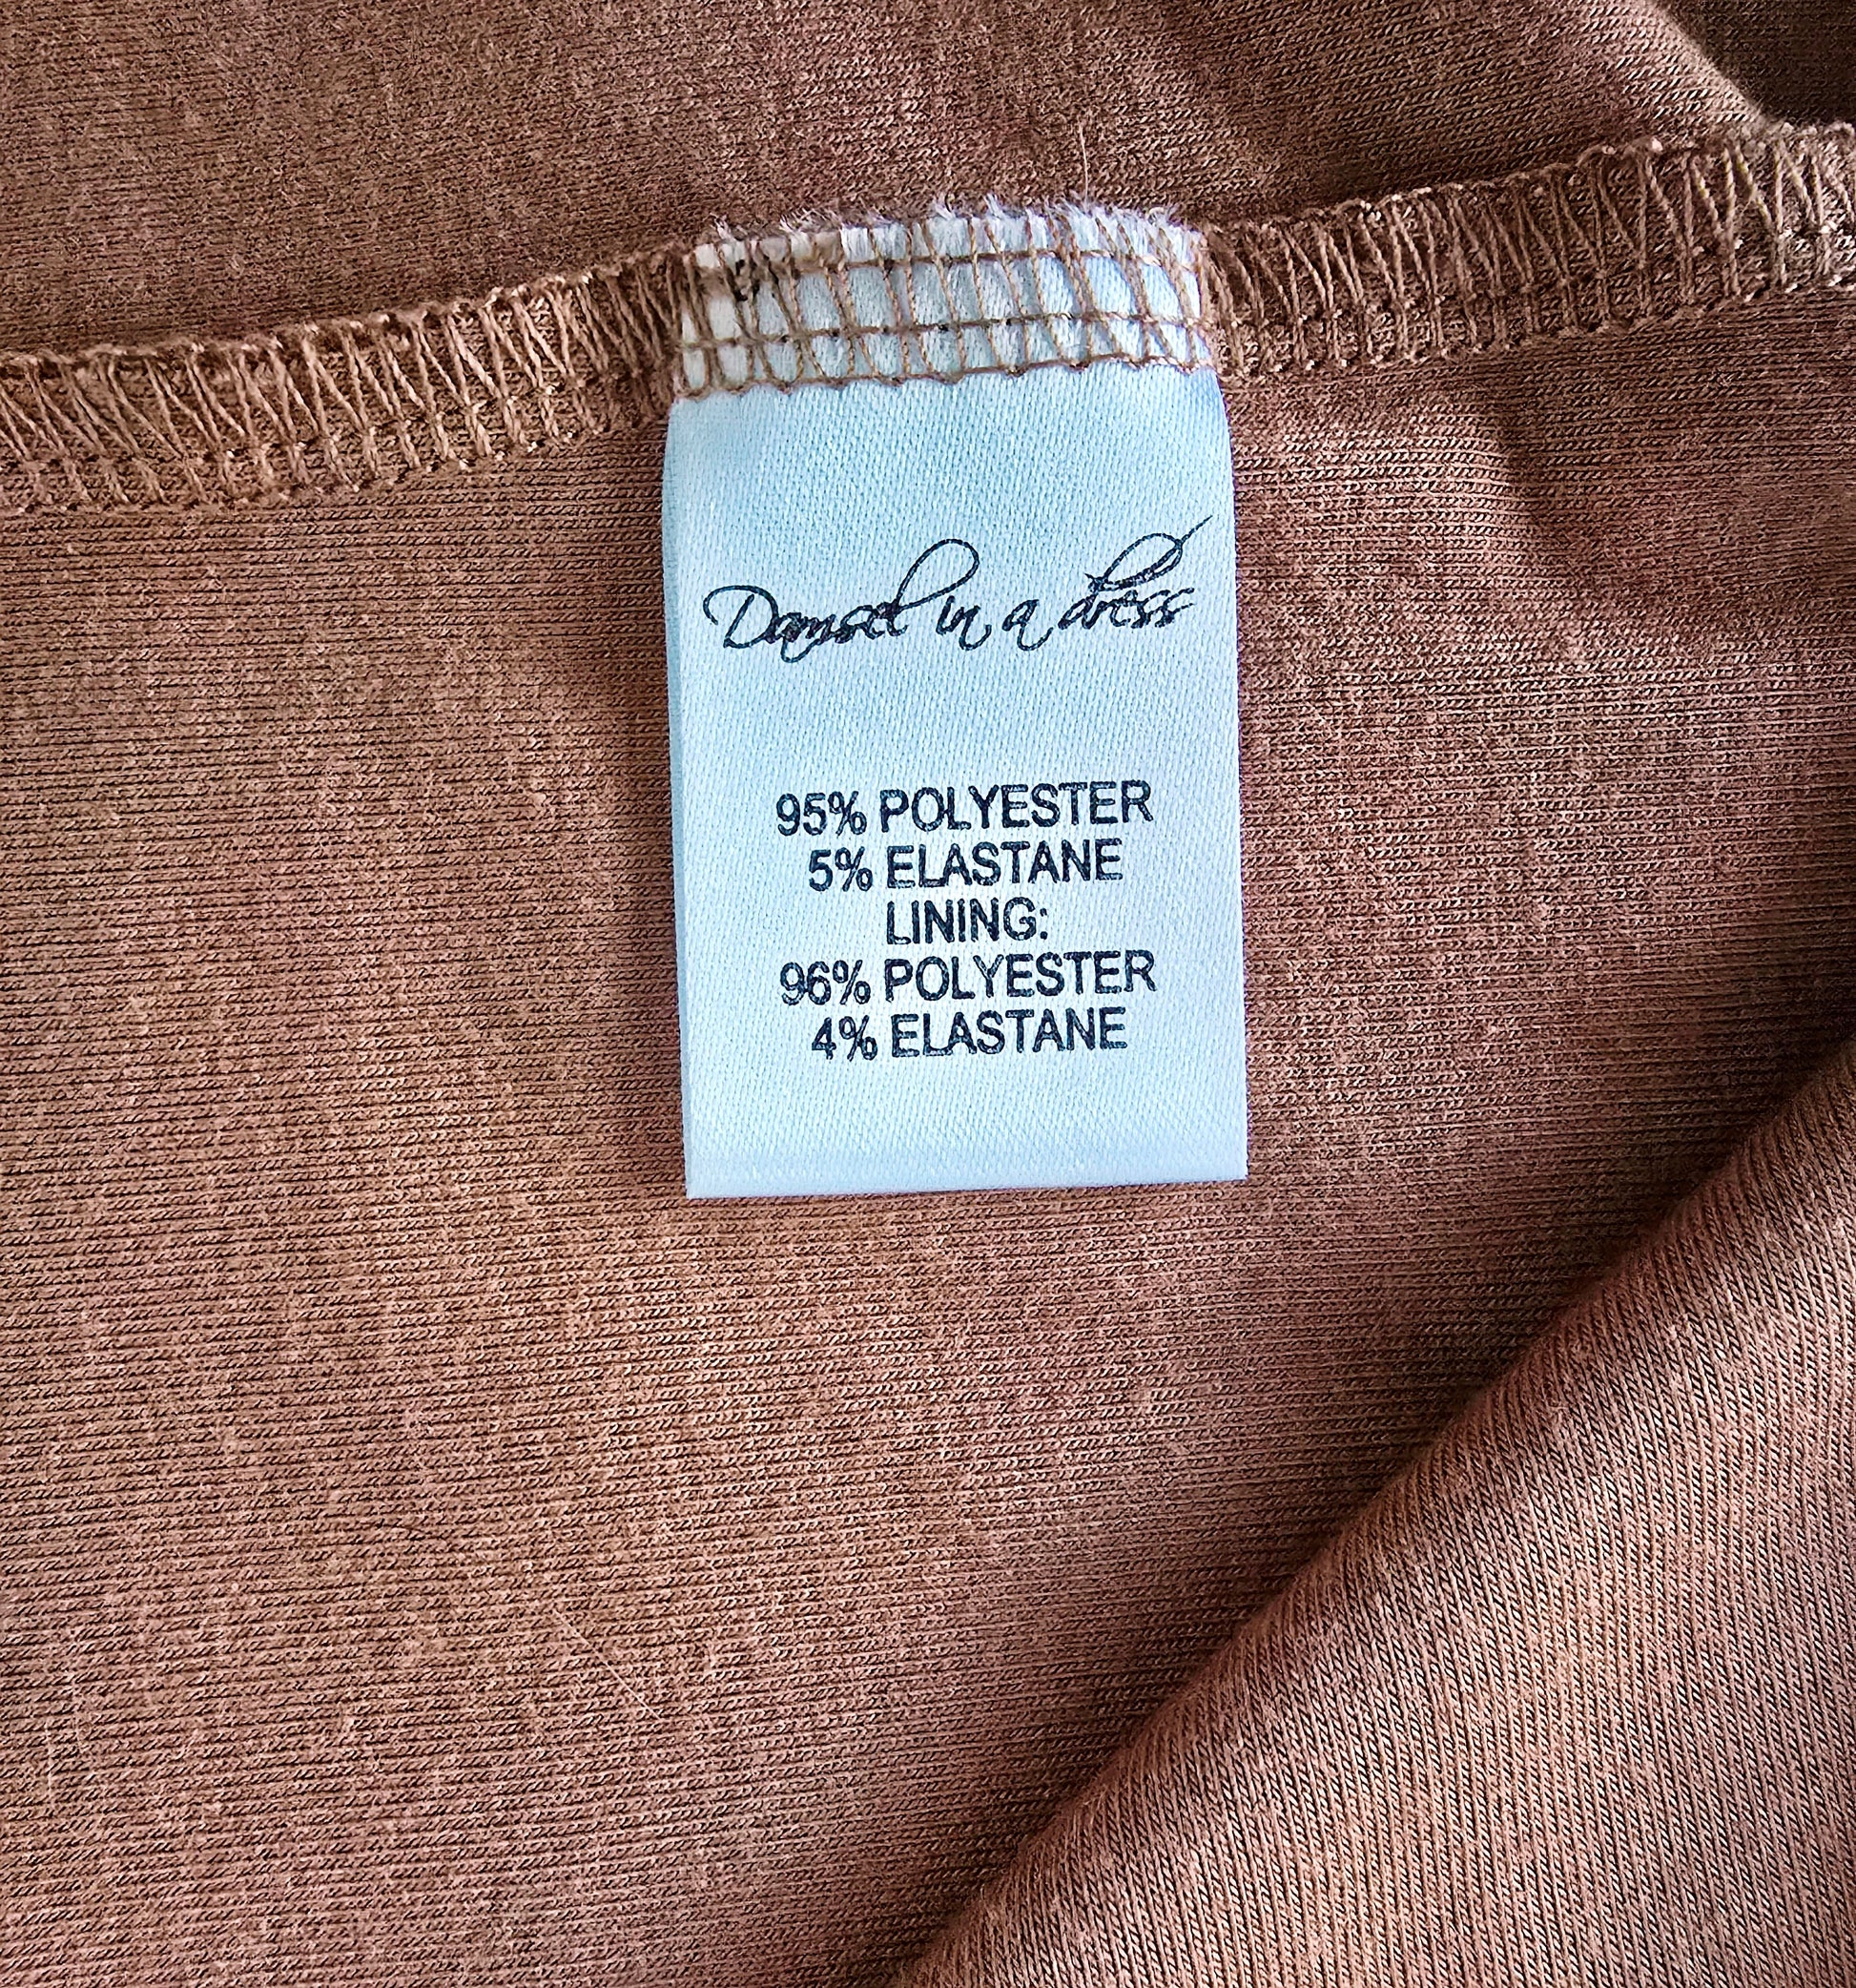 Damsel in a dress
95% POLYESTER
5% ELASTANE
LINING:
96% POLYESTER
4% ELASTANE